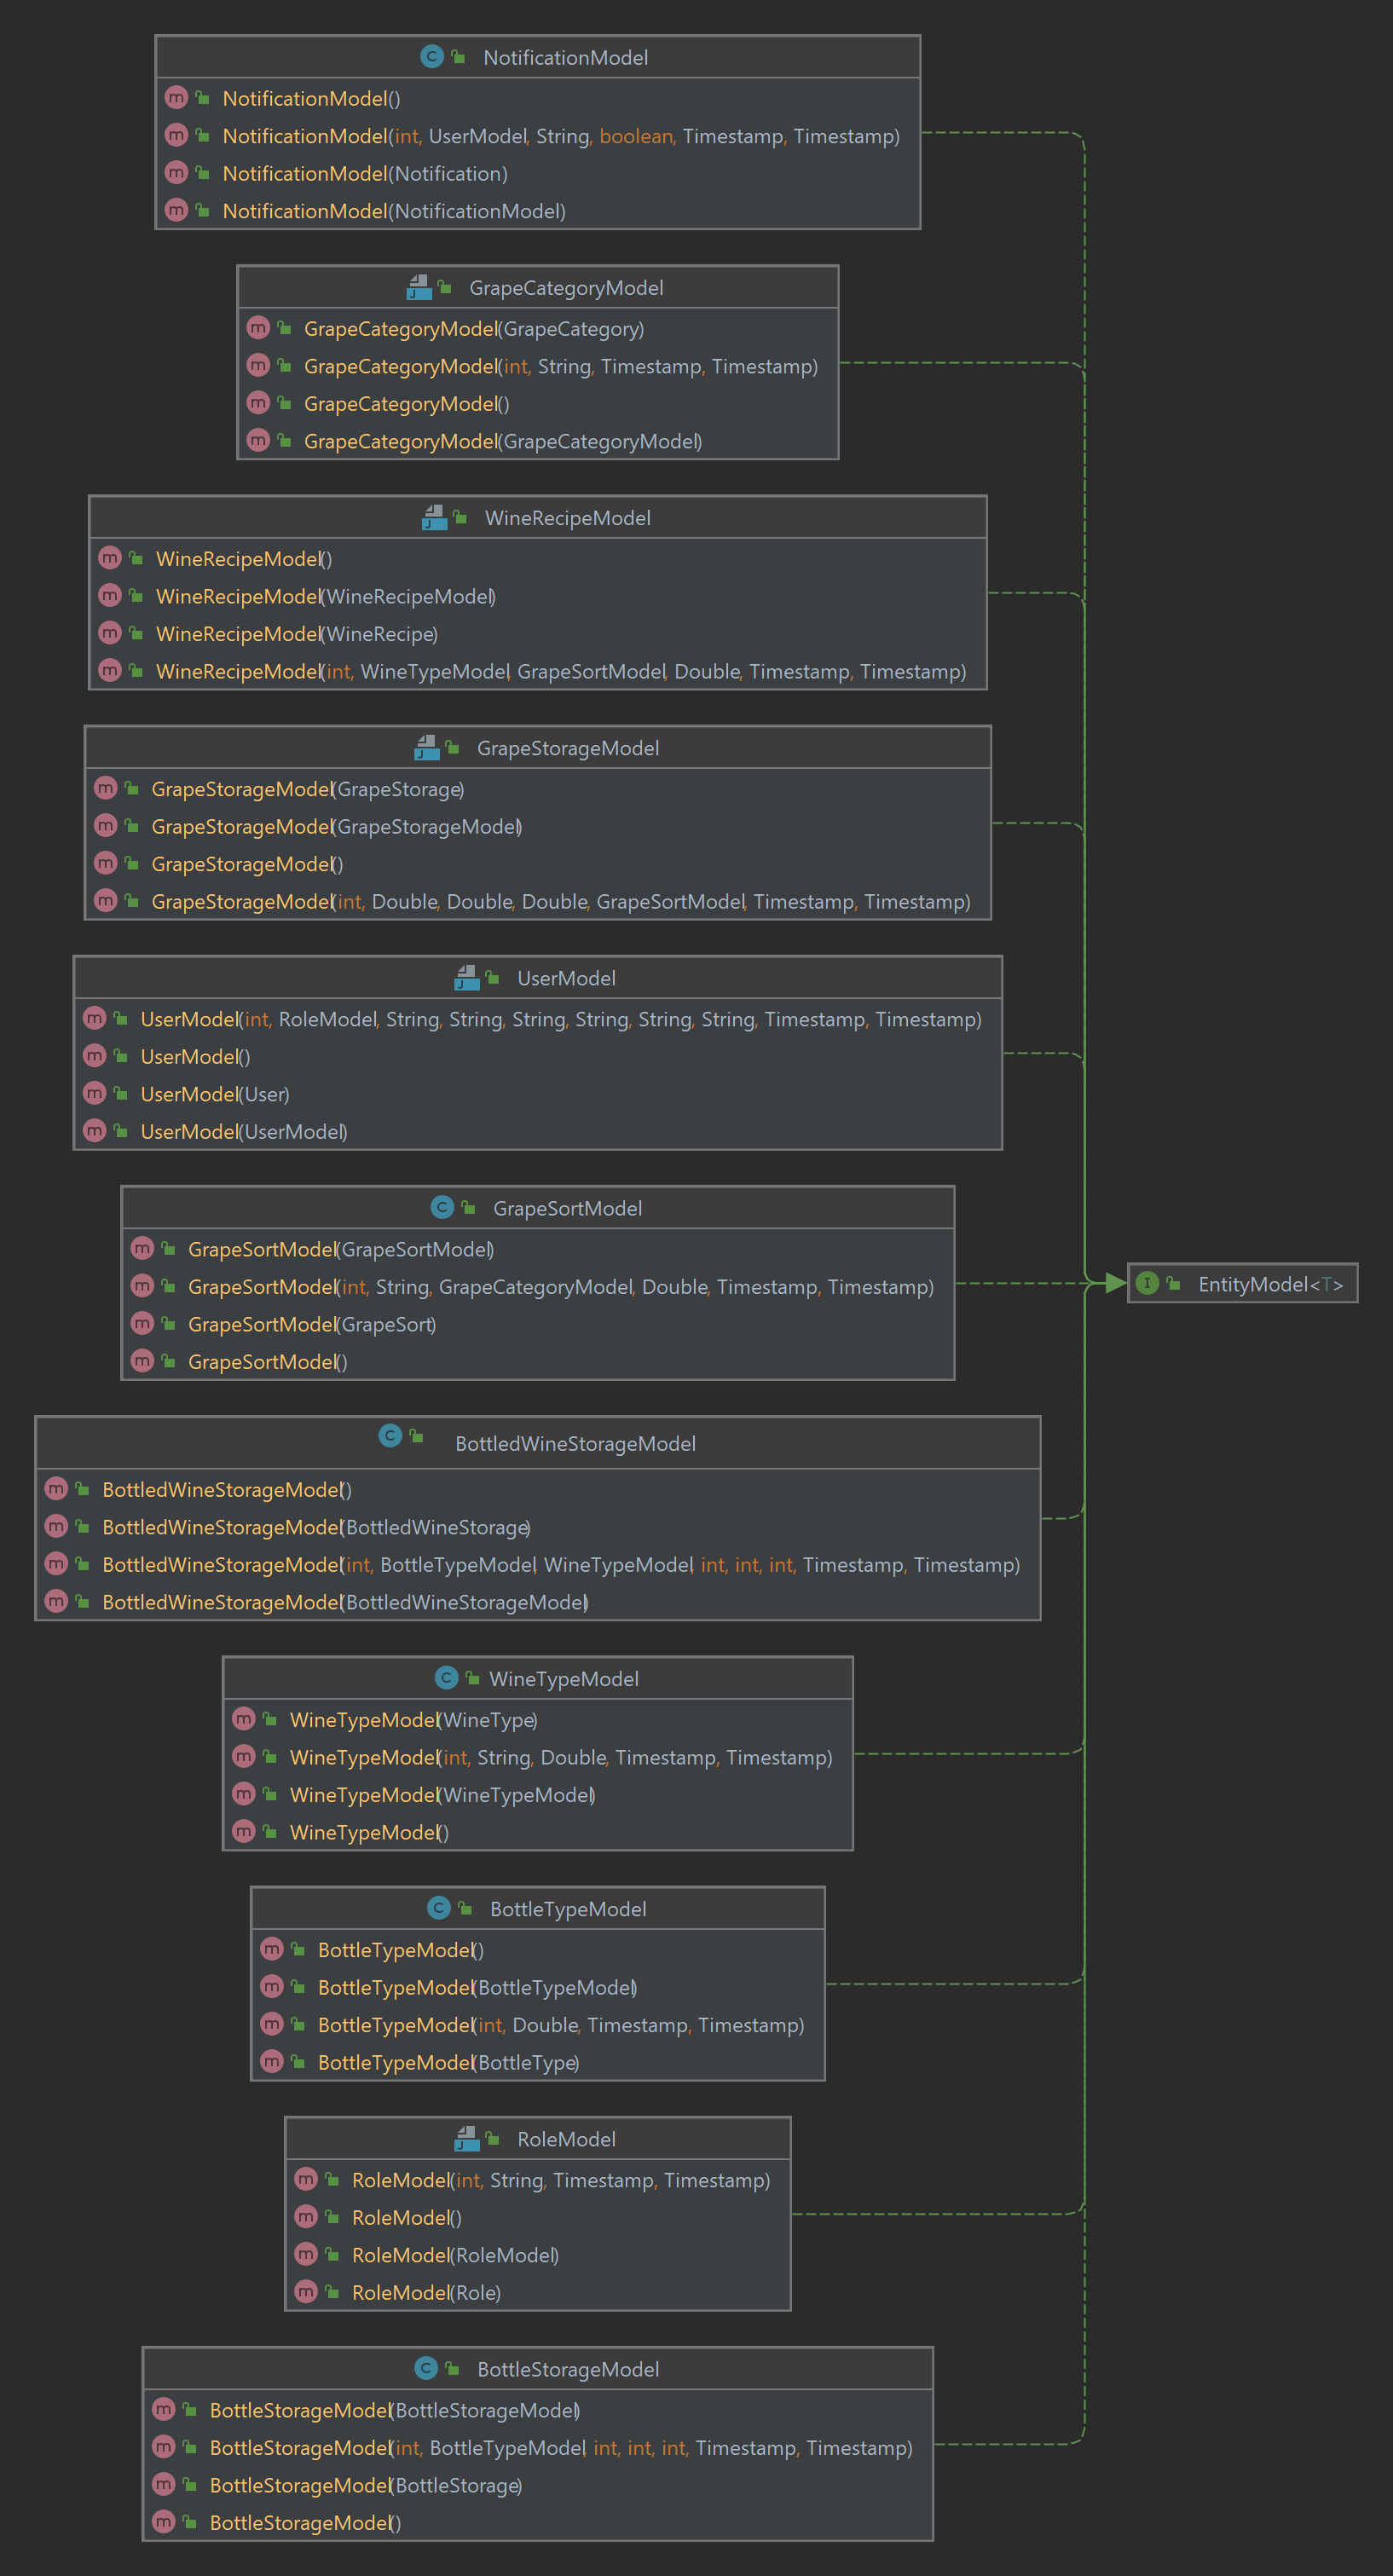 NotificationModel
NotificationModel()
NotificationModel(int, UserModel, String, boolean, Timestamp, Timestamp)
NotificationModel(Notification)
NotificationModel(NotificationModel)
GrapeCategoryModel
GrapeCategoryModel(GrapeCategory)
GrapeCategoryModel(int, String, Timestamp, Timestamp)
GrapeCategoryModel()
GrapeCategoryModel(GrapeCategoryModel)
WineRecipeModel
WineRecipeModel()
WineRecipeModel(WineRecipeModel)
WineRecipeModel(WineRecipe)
WineRecipeModel(int, WineTypeModel, GrapeSortModel, Double, Timestamp, Timestamp)
GrapeStorageModel
GrapeStorageModel(GrapeStorage)
GrapeStorageModel(GrapeStorageModel)
GrapeStorageModel()
GrapeStorageModel(int, Double, Double, Double, GrapeSortModel, Timestamp, Timestamp)
UserModel
UserModel(int, RoleModel, String, String, String, String, String, String, Timestamp, Timestamp)
UserModel()
UserModel(User)
UserModel(UserModel)
GrapeSortModel
GrapeSortModel(GrapeSortModel)
GrapeSortModel(int, String, GrapeCategoryModel, Double, Timestamp, Timestamp)
GrapeSortModel(GrapeSort)
GrapeSortModel()
EntityModel<T>
BottledWineStorageModel
BottledWineStorageModel()
BottledWineStorageModel(BottledWineStorage)
BottledWineStorageModel(int, BottleTypeModel, WineTypeModel, int, int, int, Timestamp, Timestamp)
BottledWineStorageModel(BottledWineStorageModel)
WineTypeModel
WineTypeModel(WineType)
WineTypeModel(int, String, Double, Timestamp, Timestamp)
WineTypeModel(WineTypeModel)
WineTypeModel()
BottleTypeModel
BottleTypeModel()
BottleTypeModel(BottleTypeModel)
BottleTypeModel(int, Double, Timestamp, Timestamp)
BottleTypeModel(BottleType)
RoleModel
RoleModel(int, String, Timestamp, Timestamp)
RoleModel()
RoleModel(RoleModel)
RoleModel(Role)
BottleStorageModel
BottleStorageModel(BottleStorageModel)
BottleStorageModel(int, BottleTypeModel, int, int, int, Timestamp, Timestamp)
BottleStorageModel(BottleStorage)
BottleStorageModel()